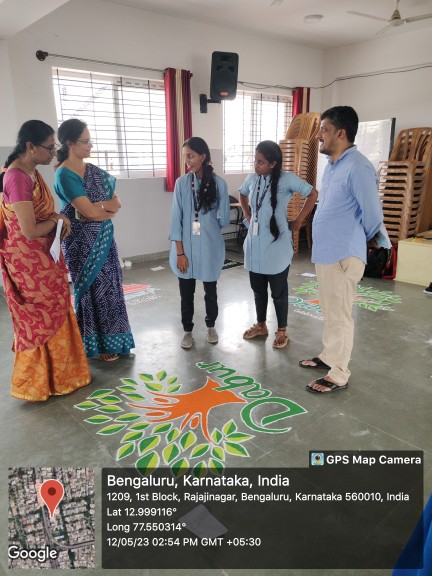 Dabur
GPS Map Camera
Bengaluru, Karnataka, India
1209, 1st Block, Rajajinagar, Bengaluru, Karnataka 560010, India
Lat 12.999116°
Long 77.550314°
12/05/23 02:54 PM GMT +05:30
Google